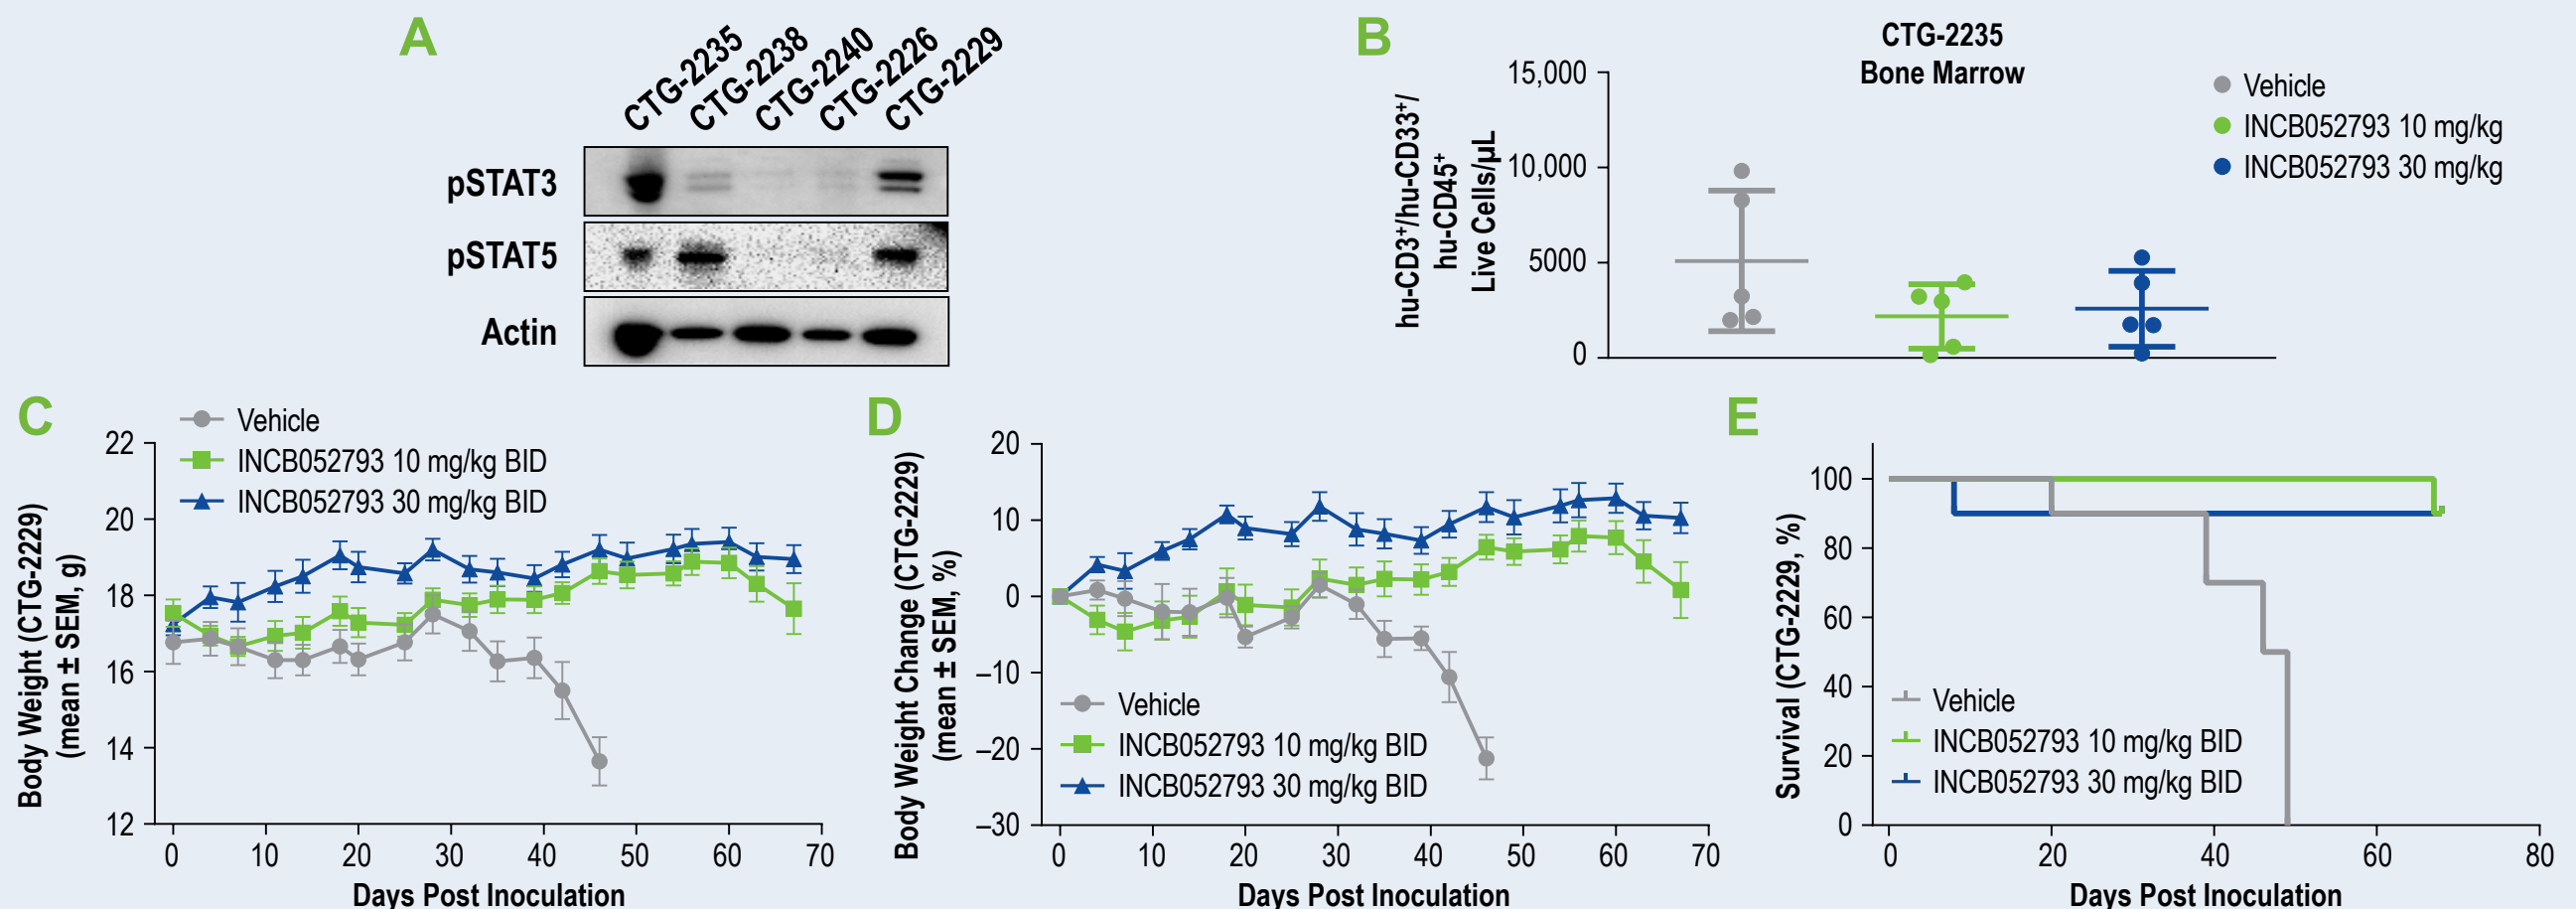 A
CTG-2235
CTG-2238
CTG-2240
CTG-2226
CTG-2229
pSTAT3
pSTAT5
Actin
B
CTG-2235
Bone Marrow
hu-CD3⁺/hu-CD33⁺/
hu-CD45⁺
Live Cells/µL
15,000
10,000
5000
0
Vehicle
INCB052793 10 mg/kg
INCB052793 30 mg/kg
C
Body Weight (CTG-2229)
(mean ± SEM, g)
22
20
18
16
14
12
Vehicle
INCB052793 10 mg/kg BID
INCB052793 30 mg/kg BID
0 10 20 30 40 50 60 70
Days Post Inoculation
D
Body Weight Change (CTG-2229)
(mean ± SEM, %)
20
10
0
–10
–20
–30
Vehicle
INCB052793 10 mg/kg BID
INCB052793 30 mg/kg BID
0 10 20 30 40 50 60 70
Days Post Inoculation
E
Survival (CTG-2229, %)
100
80
60
40
20
0
Vehicle
INCB052793 10 mg/kg BID
INCB052793 30 mg/kg BID
0 20 40 60 80
Days Post Inoculation